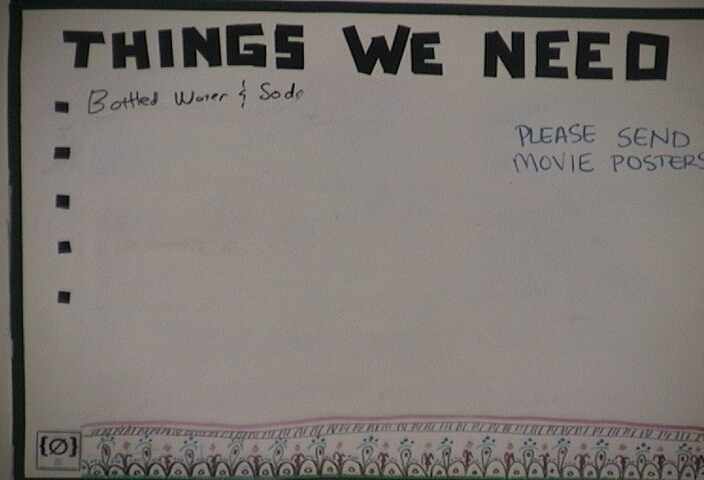 THINGS WE NEED
Bottled Water & Soda
PLEASE SEND
MOVIE POSTERS
{Ø}